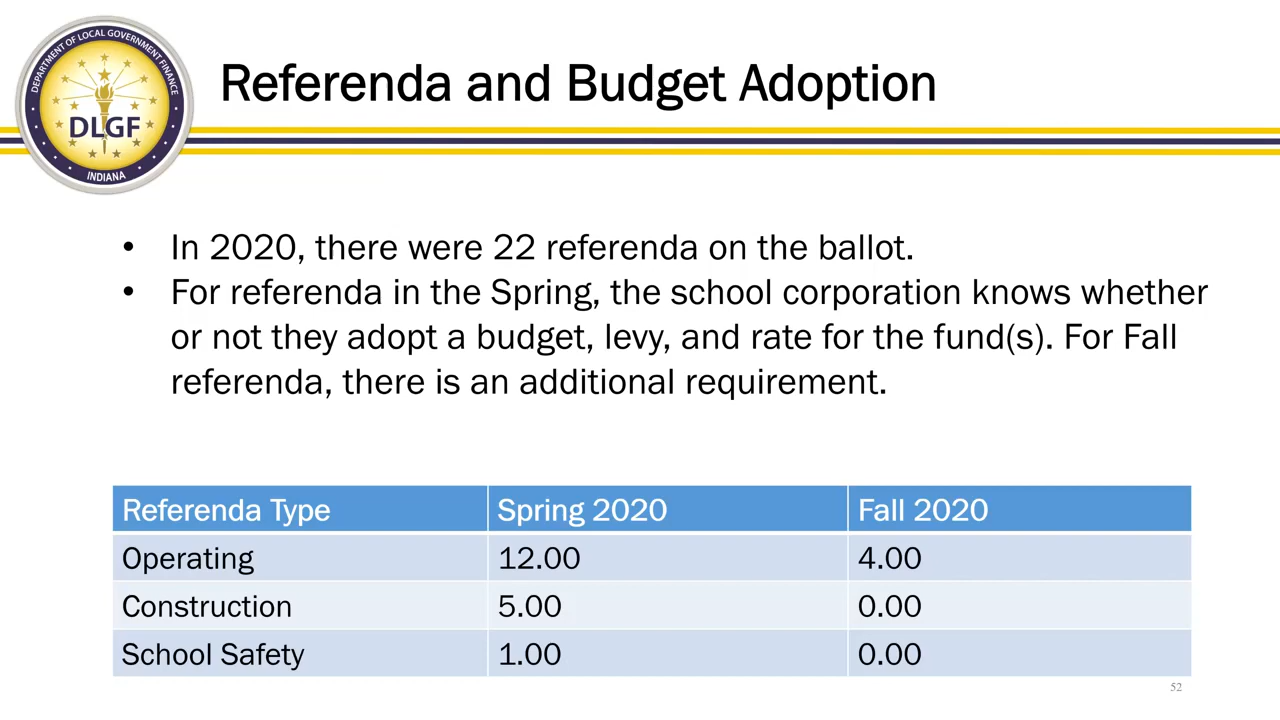 DEPARTMENT OF LOCAL GOVERNMENT FINANCE
DLGF
INDIANA
Referenda and Budget Adoption
• In 2020, there were 22 referenda on the ballot.
• For referenda in the Spring, the school corporation knows whether
or not they adopt a budget, levy, and rate for the fund(s). For Fall
referenda, there is an additional requirement.
Referenda Type Spring 2020 Fall 2020
Operating 12.00 4.00
Construction 5.00 0.00
School Safety 1.00 0.00
52